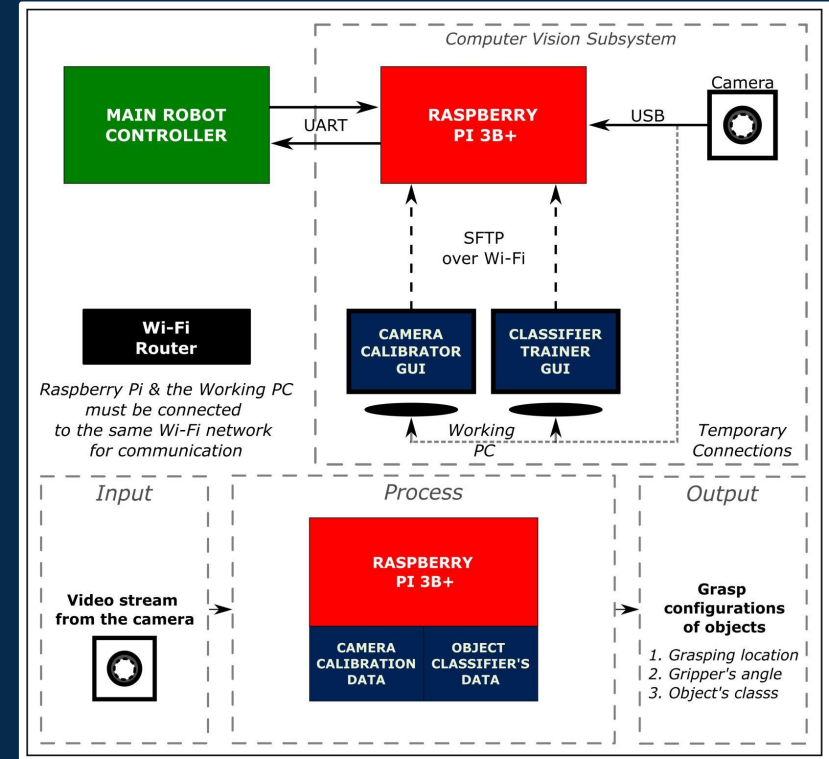 Computer Vision Subsystem
MAIN ROBOT
CONTROLLER
UART
RASPBERRY
PI 3B+
USB
Camera
SFTP
over Wi-Fi
Wi-Fi
Router
Raspberry Pi & the Working PC
must be connected
to the same Wi-Fi network
for communication
CAMERA
CALIBRATOR
GUI
CLASSIFIER
TRAINER
GUI
Working
PC
Temporary
Connections
Input
Video stream
from the camera
Process
RASPBERRY
PI 3B+
CAMERA
CALIBRATION
DATA
OBJECT
CLASSIFIER'S
DATA
Output
Grasp
configurations
of objects
1. Grasping location
2. Gripper's angle
3. Object's classs